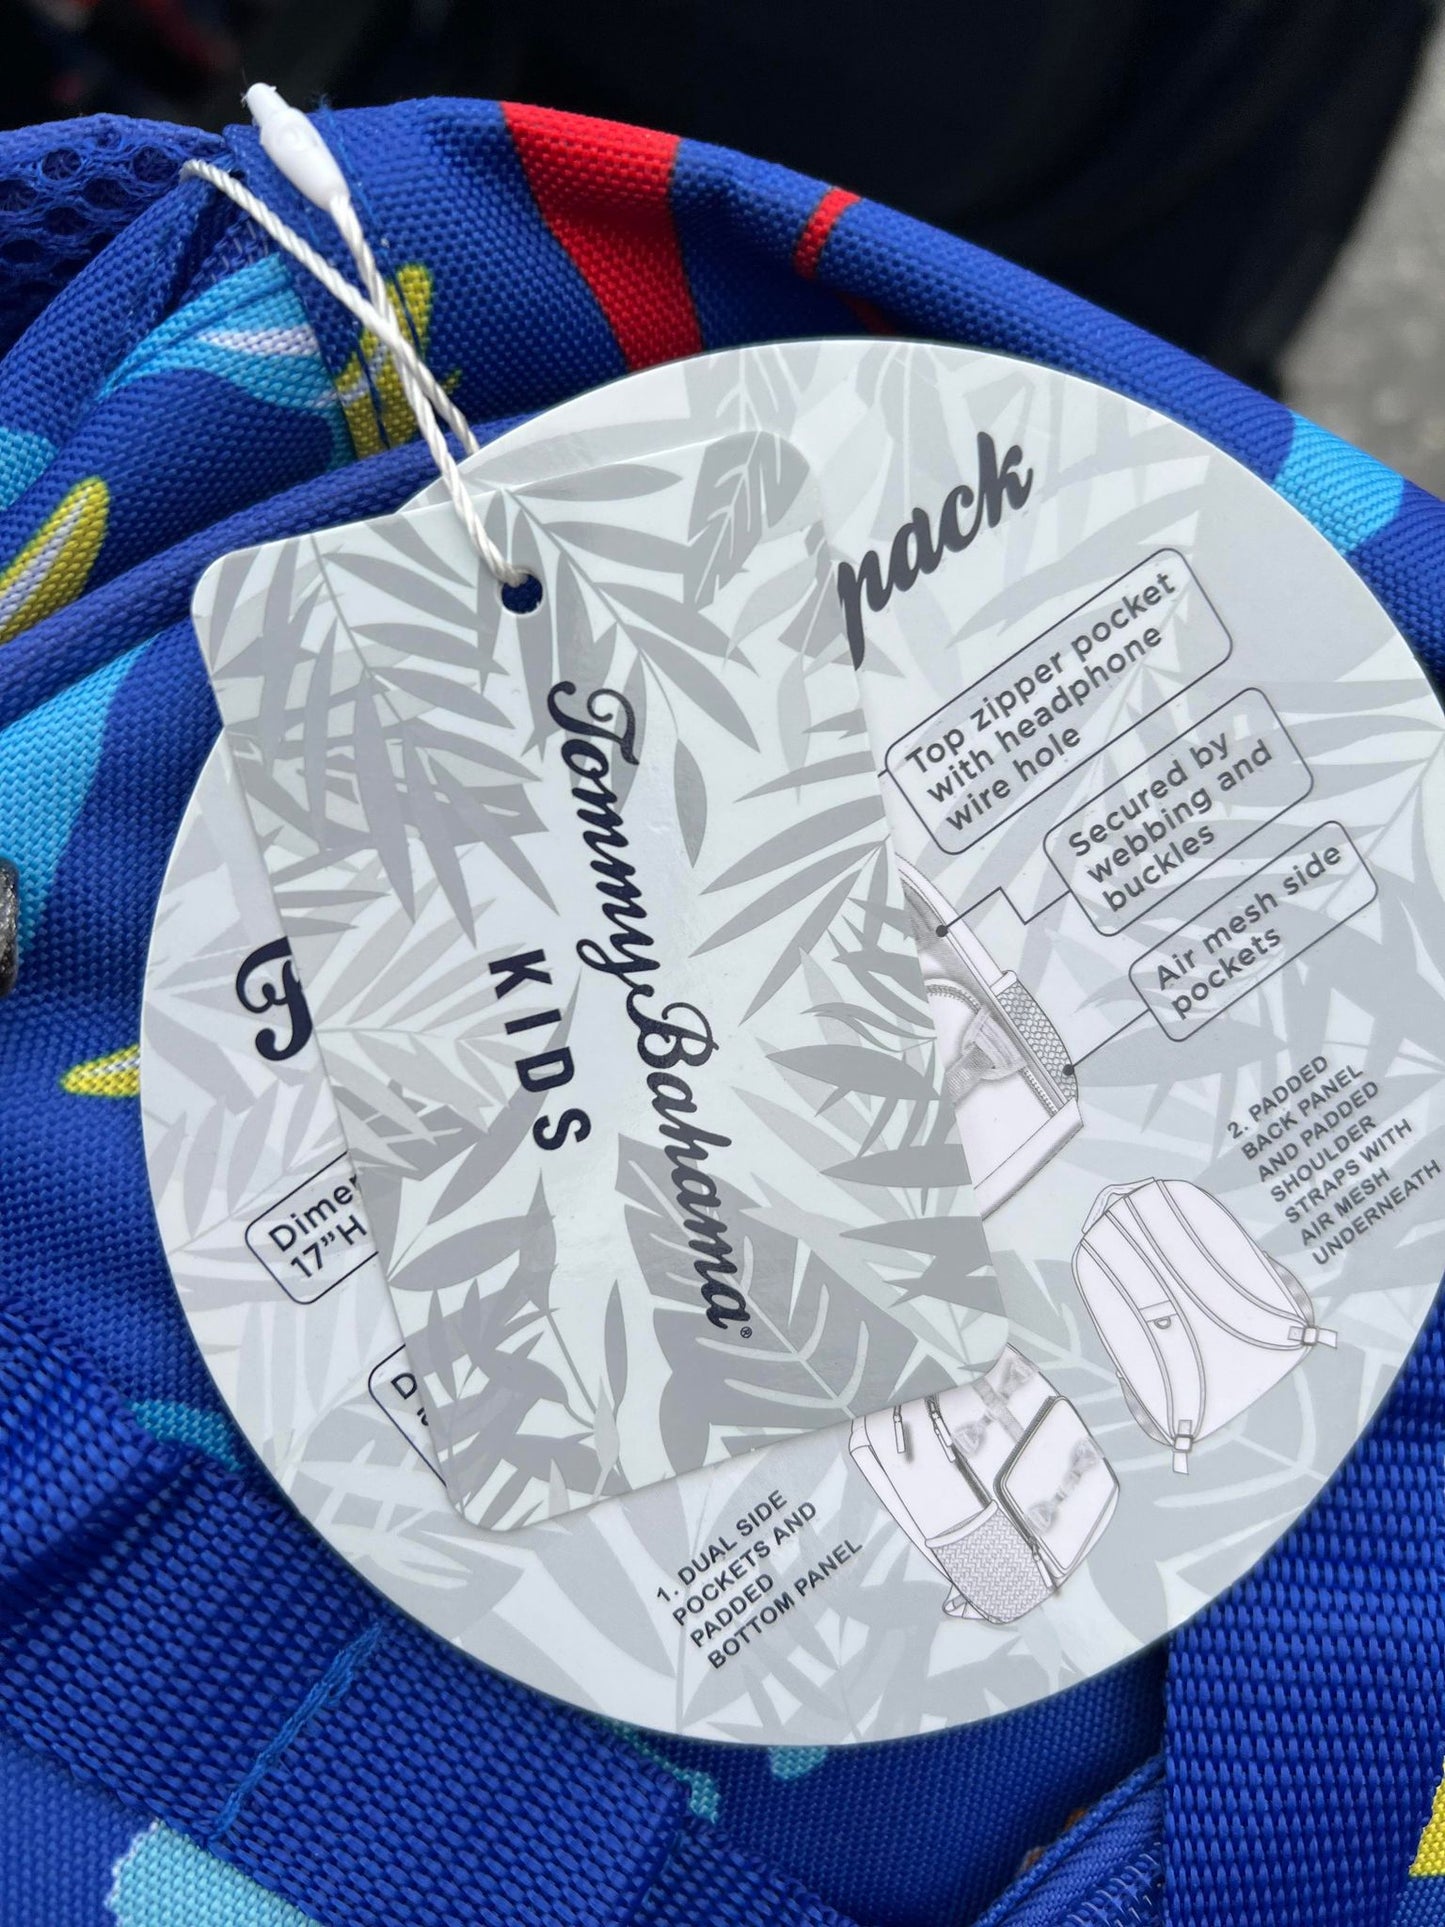 Tommy Bahama®
KIDS
pack
Top zipper pocket
with headphone
wire hole
Secured by
webbing and
buckles
Air mesh side
pockets
2. PADDED
BACK PANEL
AND PADDED
SHOULDER
STRAPS WITH
AIR MESH
UNDERNEATH
T
Dimen
17”H
D
1. DUAL SIDE
POCKETS AND
PADDED
BOTTOM PANEL